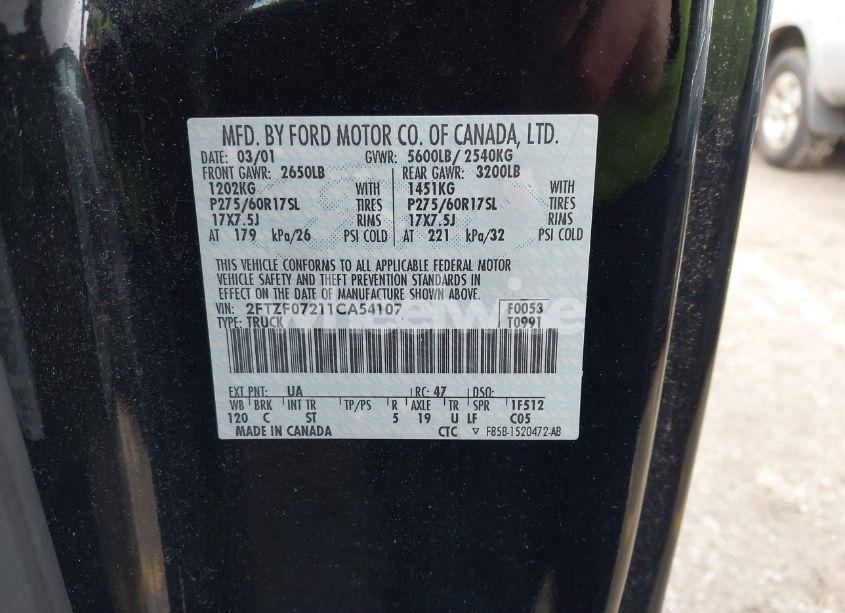 MFD. BY FORD MOTOR CO. OF CANADA, LTD.
DATE: 03/01 GVWR: 5600LB/ 2540KG
FRONT GAWR: 2650LB REAR GAWR: 3200LB
1202KG WITH 1451KG WITH
P275/60R17SL TIRES P275/60R17SL TIRES
17X7.5J RIMS 17X7.5J RIMS
AT 179 kPa/26 PSI COLD AT 221 kPa/32 PSI COLD
THIS VEHICLE CONFORMS TO ALL APPLICABLE FEDERAL MOTOR
VEHICLE SAFETY AND THEFT PREVENTION STANDARDS IN
EFFECT ON THE DATE OF MANUFACTURE SHOWN ABOVE.
VIN: 2FTZF07211CA54107 F0053
TYPE: TRUCK T0991
EXT PNT: UA RC: 47 DSO:
WB BRK INT TR TP/PS R AXLE TR SPR 1F512
120 C ST 5 19 U LF C05
MADE IN CANADA CTC F85B-1520472-AB